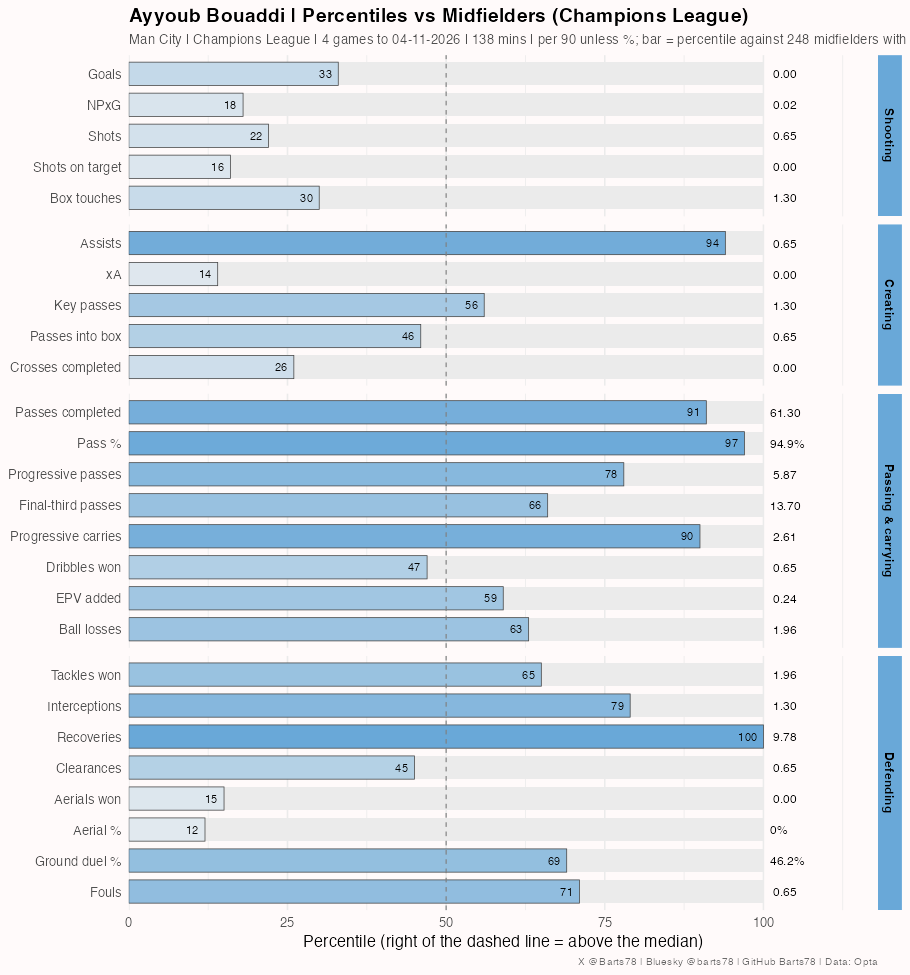 Ayyoub Bouaddi | Percentiles vs Midfielders (Champions League)
Man City | Champions League | 4 games to 04-11-2026 | 138 mins | per 90 unless %; bar = percentile against 248 midfielders with
Goals 33 0.00
NPxG 18 0.02
Shots 22 0.65
Shots on target 16 0.00
Box touches 30 1.30
Shooting
Assists 94 0.65
xA 14 0.00
Key passes 56 1.30
Passes into box 46 0.65
Crosses completed 26 0.00
Creating
Passes completed 91 61.30
Pass % 97 94.9%
Progressive passes 78 5.87
Final-third passes 66 13.70
Progressive carries 90 2.61
Dribbles won 47 0.65
EPV added 59 0.24
Ball losses 63 1.96
Passing & carrying
Tackles won 65 1.96
Interceptions 79 1.30
Recoveries 100 9.78
Clearances 45 0.65
Aerials won 15 0.00
Aerial % 12 0%
Ground duel % 69 46.2%
Fouls 71 0.65
Defending
0 25 50 75 100
Percentile (right of the dashed line = above the median)
X @Barts78 | Bluesky @barts78 | GitHub Barts78 | Data: Opta